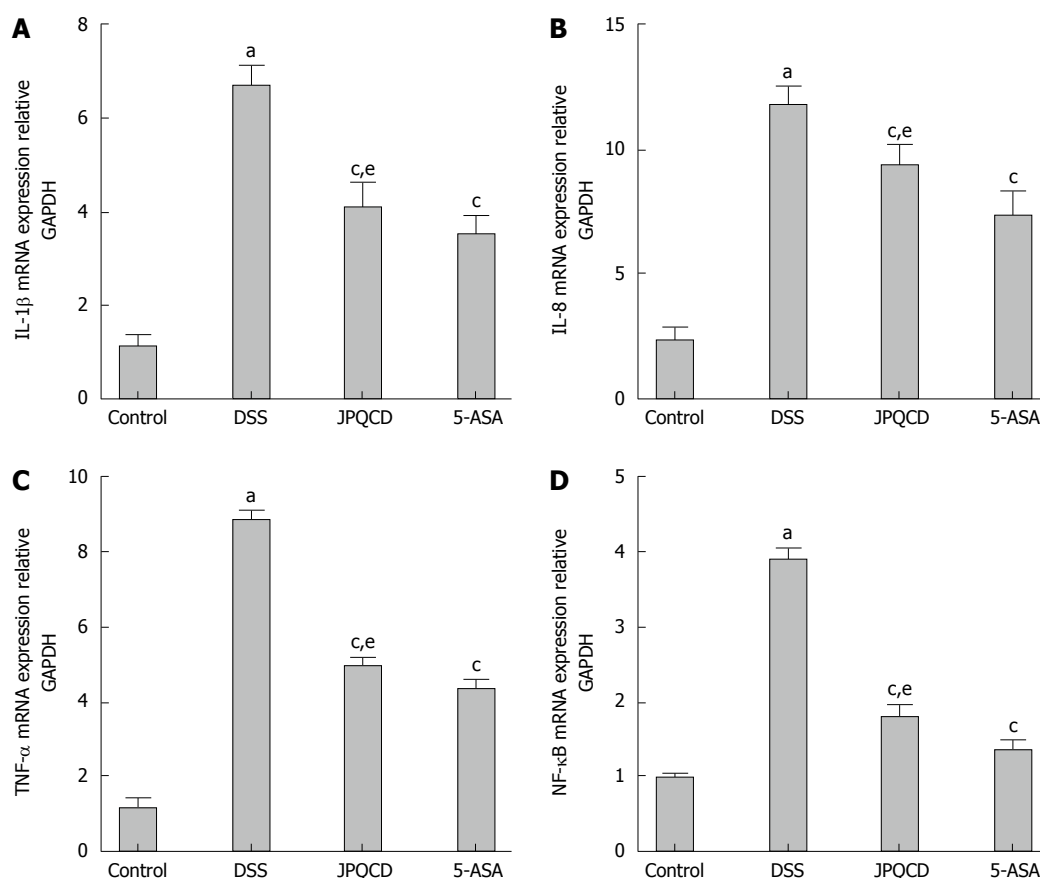 A
IL-1β mRNA expression relative
GAPDH
8
6
4
2
0
a
c,e
c
Control DSS JPQCD 5-ASA
B
IL-8 mRNA expression relative
GAPDH
15
10
5
0
a
c,e
c
Control DSS JPQCD 5-ASA
C
TNF-α mRNA expression relative
GAPDH
10
8
6
4
2
0
a
c,e
c
Control DSS JPQCD 5-ASA
D
NF-κB mRNA expression relative
GAPDH
5
4
3
2
1
0
a
c,e
c
Control DSS JPQCD 5-ASA